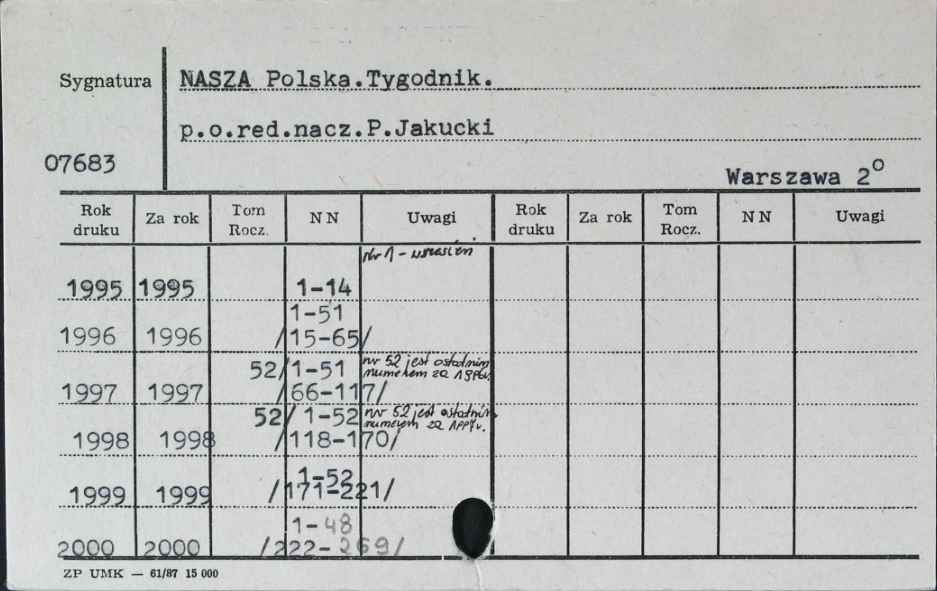 Sygnatura NASZA Polska.Tygodnik.
p.o.red.nacz.P.Jakucki
07683
Warszawa 2°
Rok druku Za rok Tom Rocz. NN Uwagi Rok druku Za rok Tom Rocz. NN Uwagi
nr 1 - wrzesień
1995 1995 1-14
1-51
1996 1996 /15-65/
52/1-51 nr 52 jest ostatnim
numerem za
1997 1997 /66-117/
52/ 1-52 nr 52 jest ostatnim
numerem za
1998 1998 /118-170/
1-52
1999 1999 /171-221/
1-48
2000 2000 /222-269/
ZP UMK — 61/87 15 000